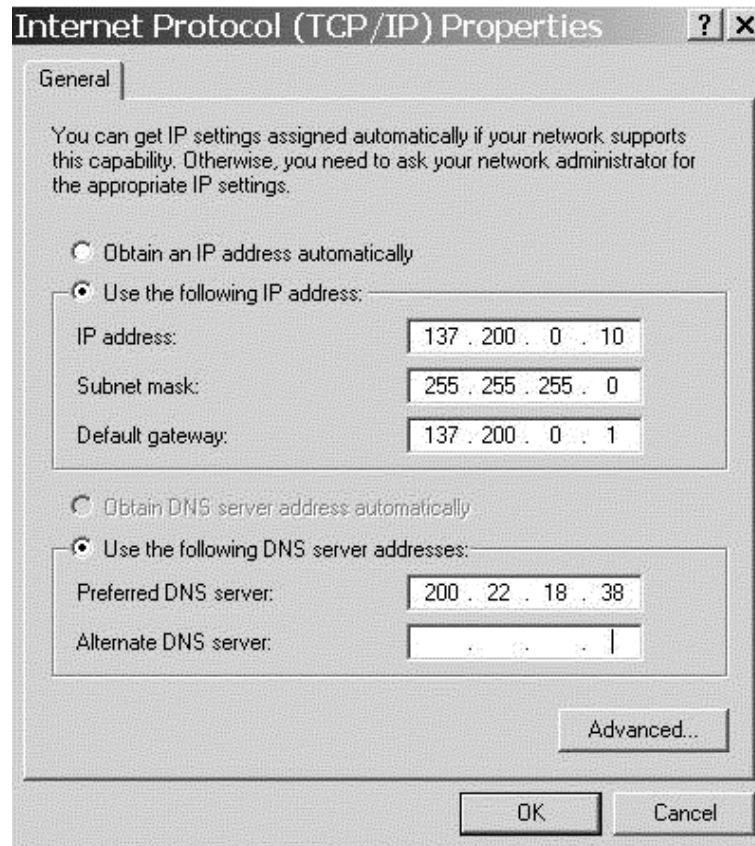 Internet Protocol (TCP/IP) Properties ? X
General
You can get IP settings assigned automatically if your network supports
this capability. Otherwise, you need to ask your network administrator for
the appropriate IP settings.
Obtain an IP address automatically
Use the following IP address:
IP address: 137 . 200 . 0 . 10
Subnet mask: 255 . 255 . 255 . 0
Default gateway: 137 . 200 . 0 . 1
Obtain DNS server address automatically
Use the following DNS server addresses:
Preferred DNS server: 200 . 22 . 18 . 38
Alternate DNS server: . . .
Advanced...
OK Cancel